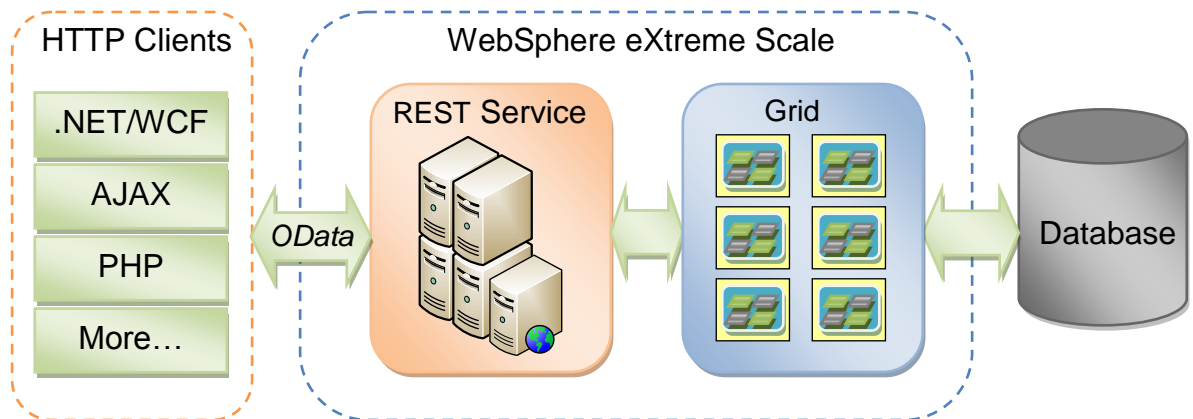 HTTP Clients
.NET/WCF
AJAX
PHP
More…
OData
WebSphere eXtreme Scale
REST Service
Grid
Database